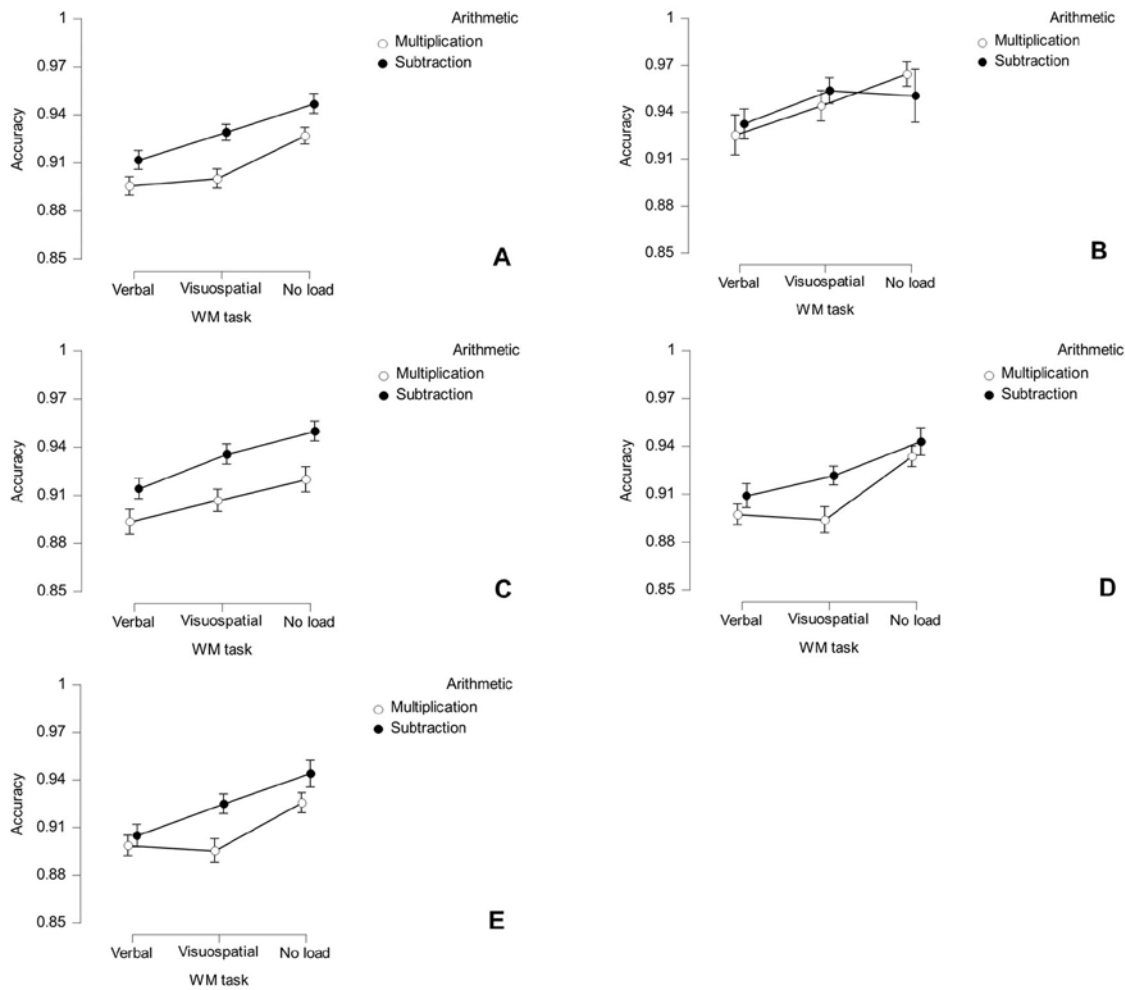 1
0.97
0.94
0.91
0.88
0.85
Accuracy
Verbal
Visuospatial
No load
WM task
Arithmetic
Multiplication
Subtraction
A
1
0.97
0.94
0.91
0.88
0.85
Accuracy
Verbal
Visuospatial
No load
WM task
Arithmetic
Multiplication
Subtraction
B
1
0.97
0.94
0.91
0.88
0.85
Accuracy
Verbal
Visuospatial
No load
WM task
Arithmetic
Multiplication
Subtraction
C
1
0.97
0.94
0.91
0.88
0.85
Accuracy
Verbal
Visuospatial
No load
WM task
Arithmetic
Multiplication
Subtraction
D
1
0.97
0.94
0.91
0.88
0.85
Accuracy
Verbal
Visuospatial
No load
WM task
Arithmetic
Multiplication
Subtraction
E